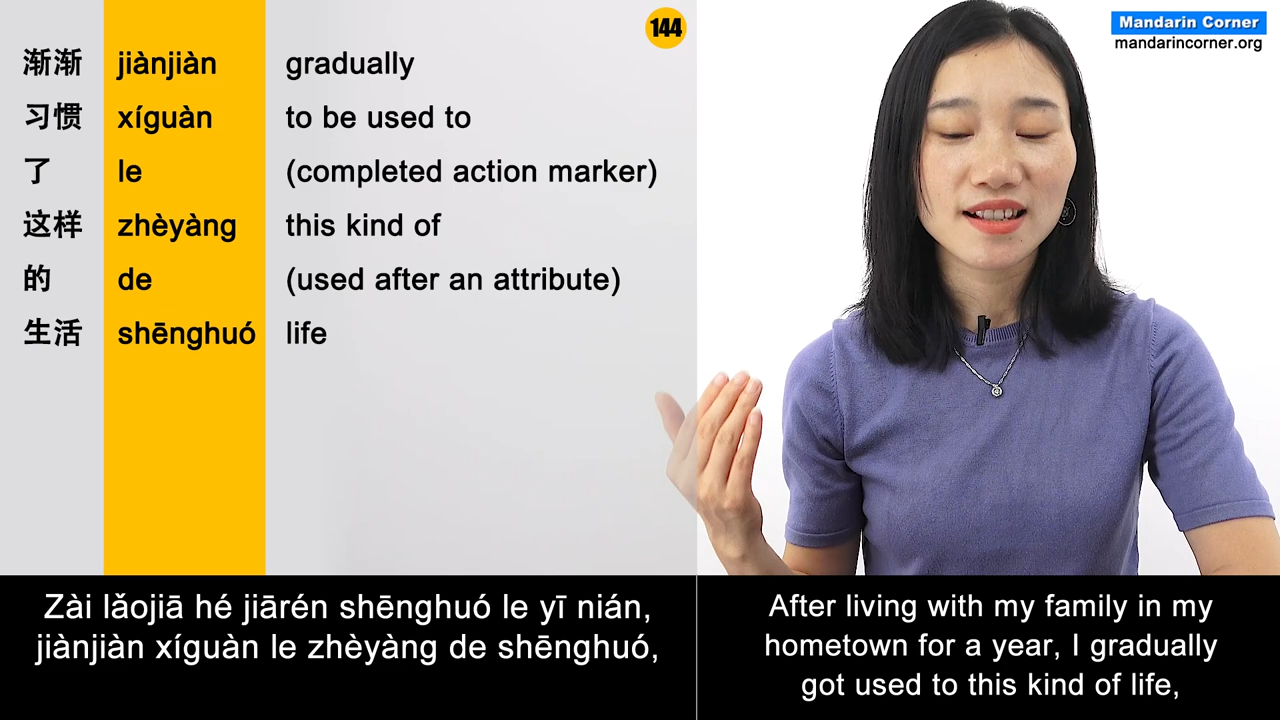 144
Mandarin Corner
mandarincorner.org
渐渐 jiànjiàn gradually
习惯 xíguàn to be used to
了 le (completed action marker)
这样 zhèyàng this kind of
的 de (used after an attribute)
生活 shēnghuó life
Zài lǎojiā hé jiārén shēnghuó le yī nián,
jiànjiàn xíguàn le zhèyàng de shēnghuó,
After living with my family in my
hometown for a year, I gradually
got used to this kind of life,